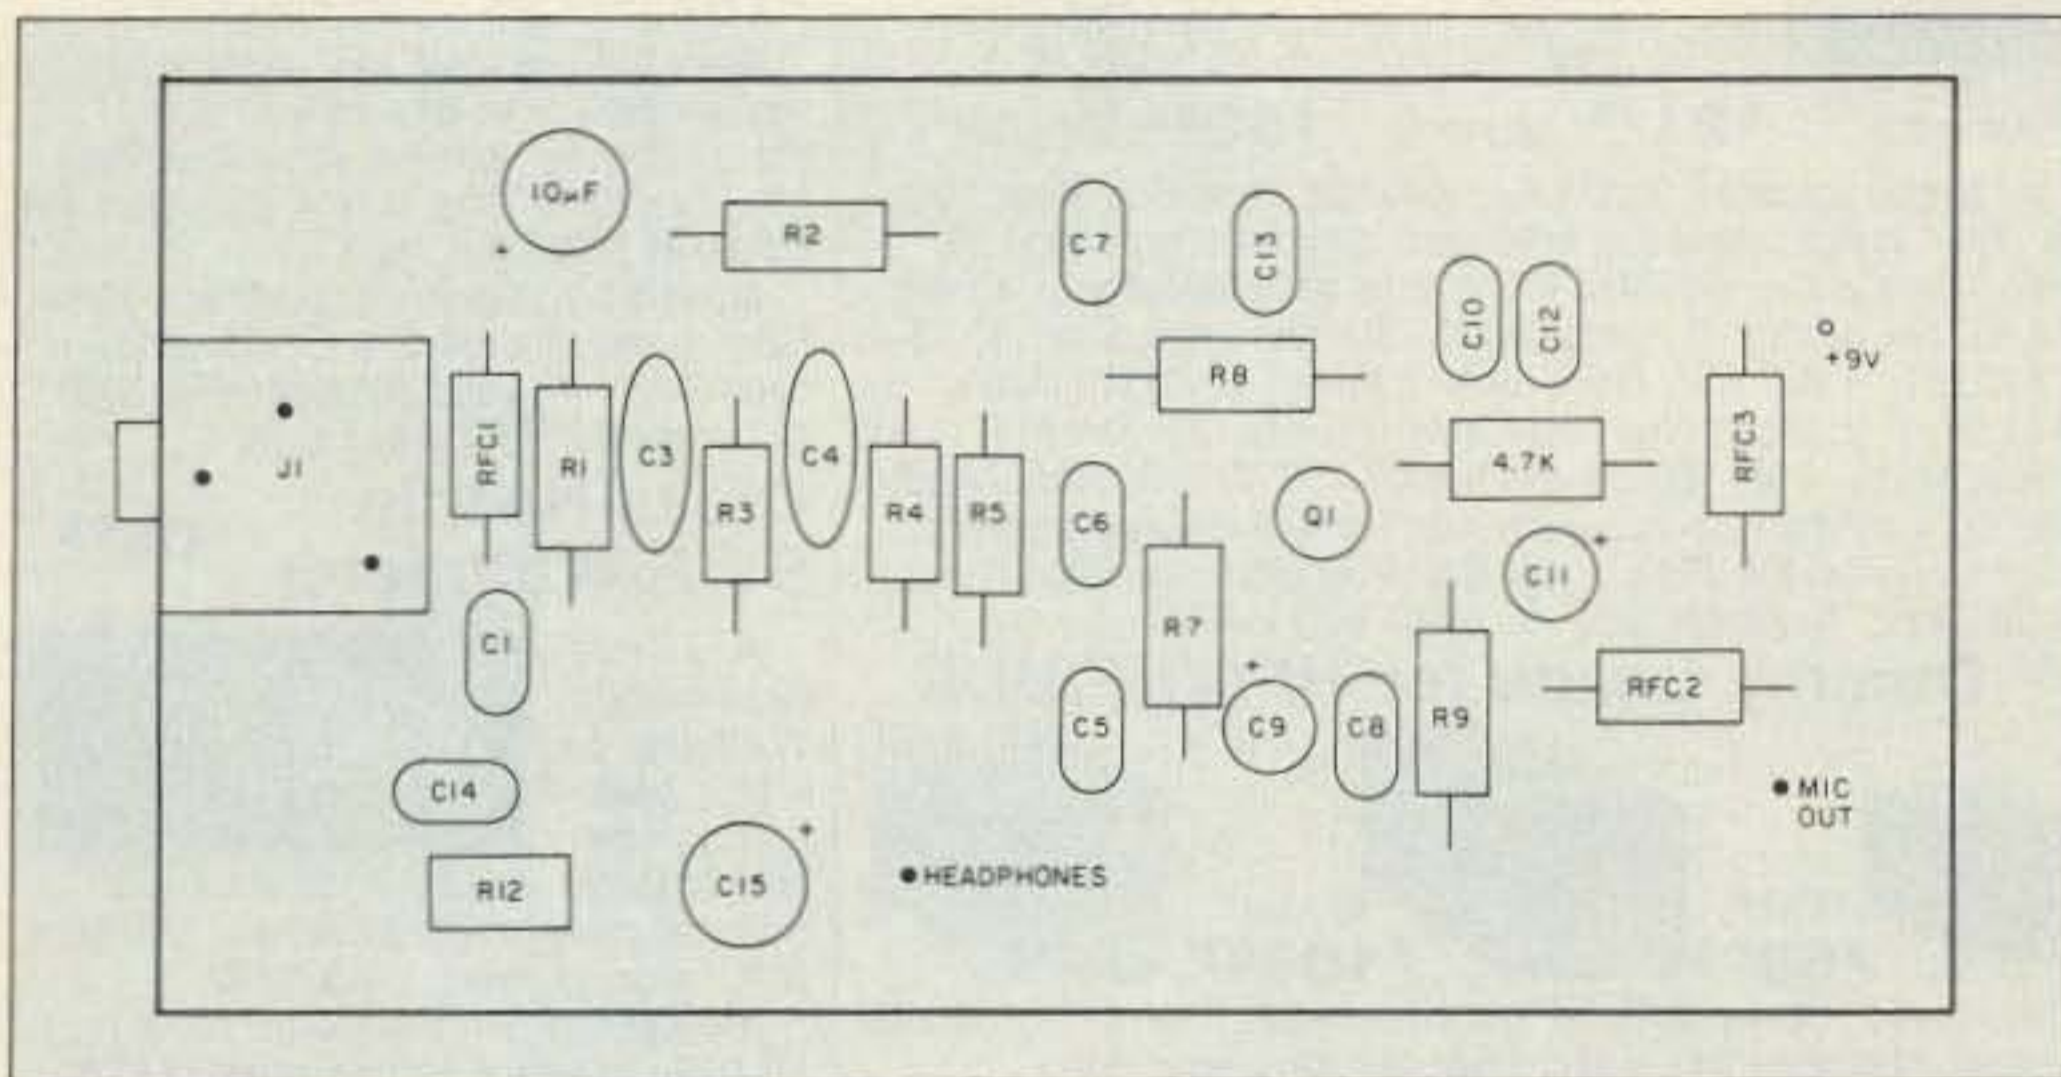 10µF
+
R2
C7
C13
C10
C12
+9V
J1
RFC1
R1
C3
R3
C4
R4
R5
C6
R8
Q1
4.7K
RFC3
C11
+
C1
R7
+
C9
C5
C8
R9
RFC2
C14
R12
C15
+
HEADPHONES
MIC
OUT